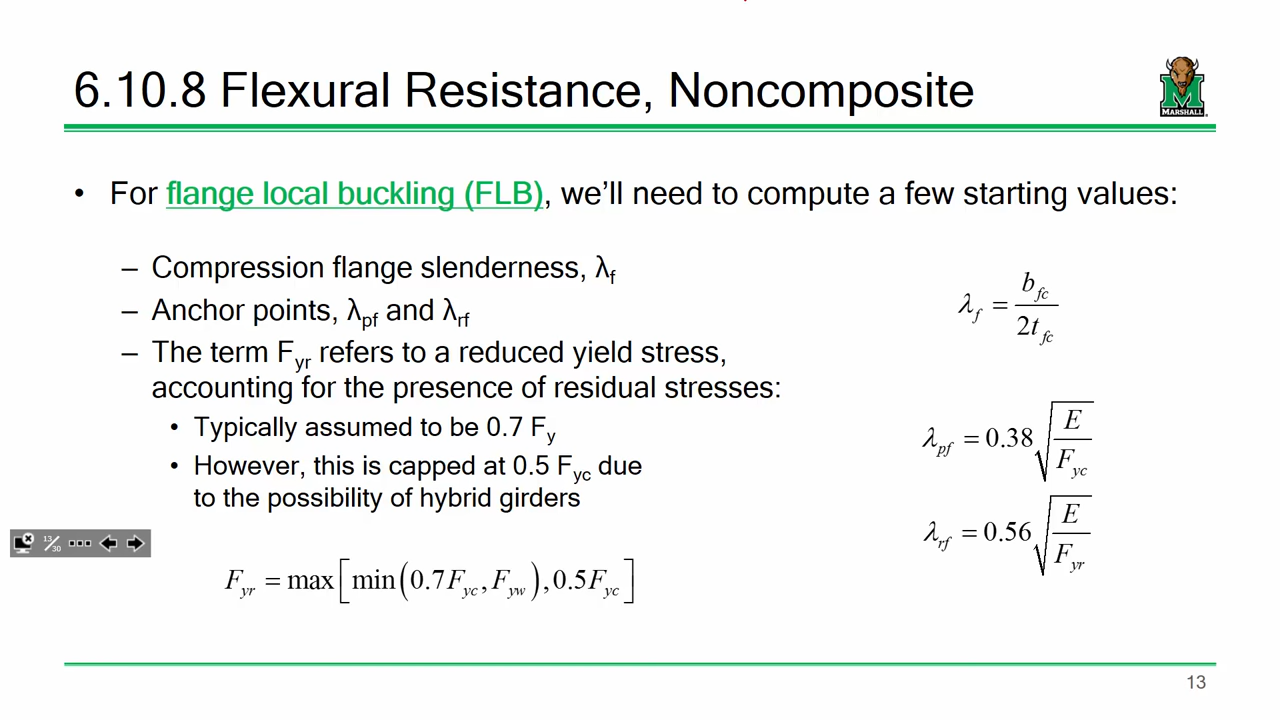 6.10.8 Flexural Resistance, Noncomposite
MARSHALL
• For flange local buckling (FLB), we’ll need to compute a few starting values:
– Compression flange slenderness, λf
– Anchor points, λpf and λrf
– The term Fyr refers to a reduced yield stress,
accounting for the presence of residual stresses:
• Typically assumed to be 0.7 Fy
• However, this is capped at 0.5 Fyc due
to the possibility of hybrid girders
Fyr = max[min(0.7Fyc, Fyw), 0.5Fyc]
λf = bfc / 2tfc
λpf = 0.38√(E / Fyc)
λrf = 0.56√(E / Fyr)
13/30
13